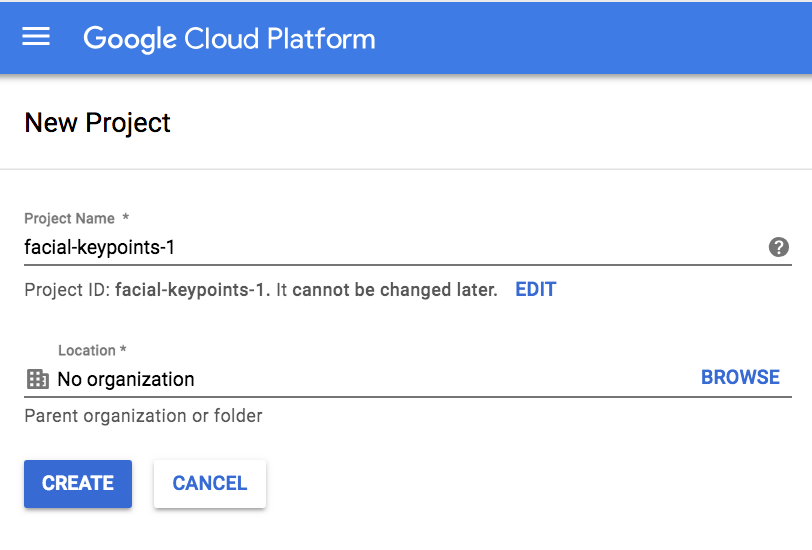 Google Cloud Platform
New Project
Project Name *
facial-keypoints-1
?
Project ID: facial-keypoints-1. It cannot be changed later. EDIT
Location *
No organization BROWSE
Parent organization or folder
CREATE CANCEL